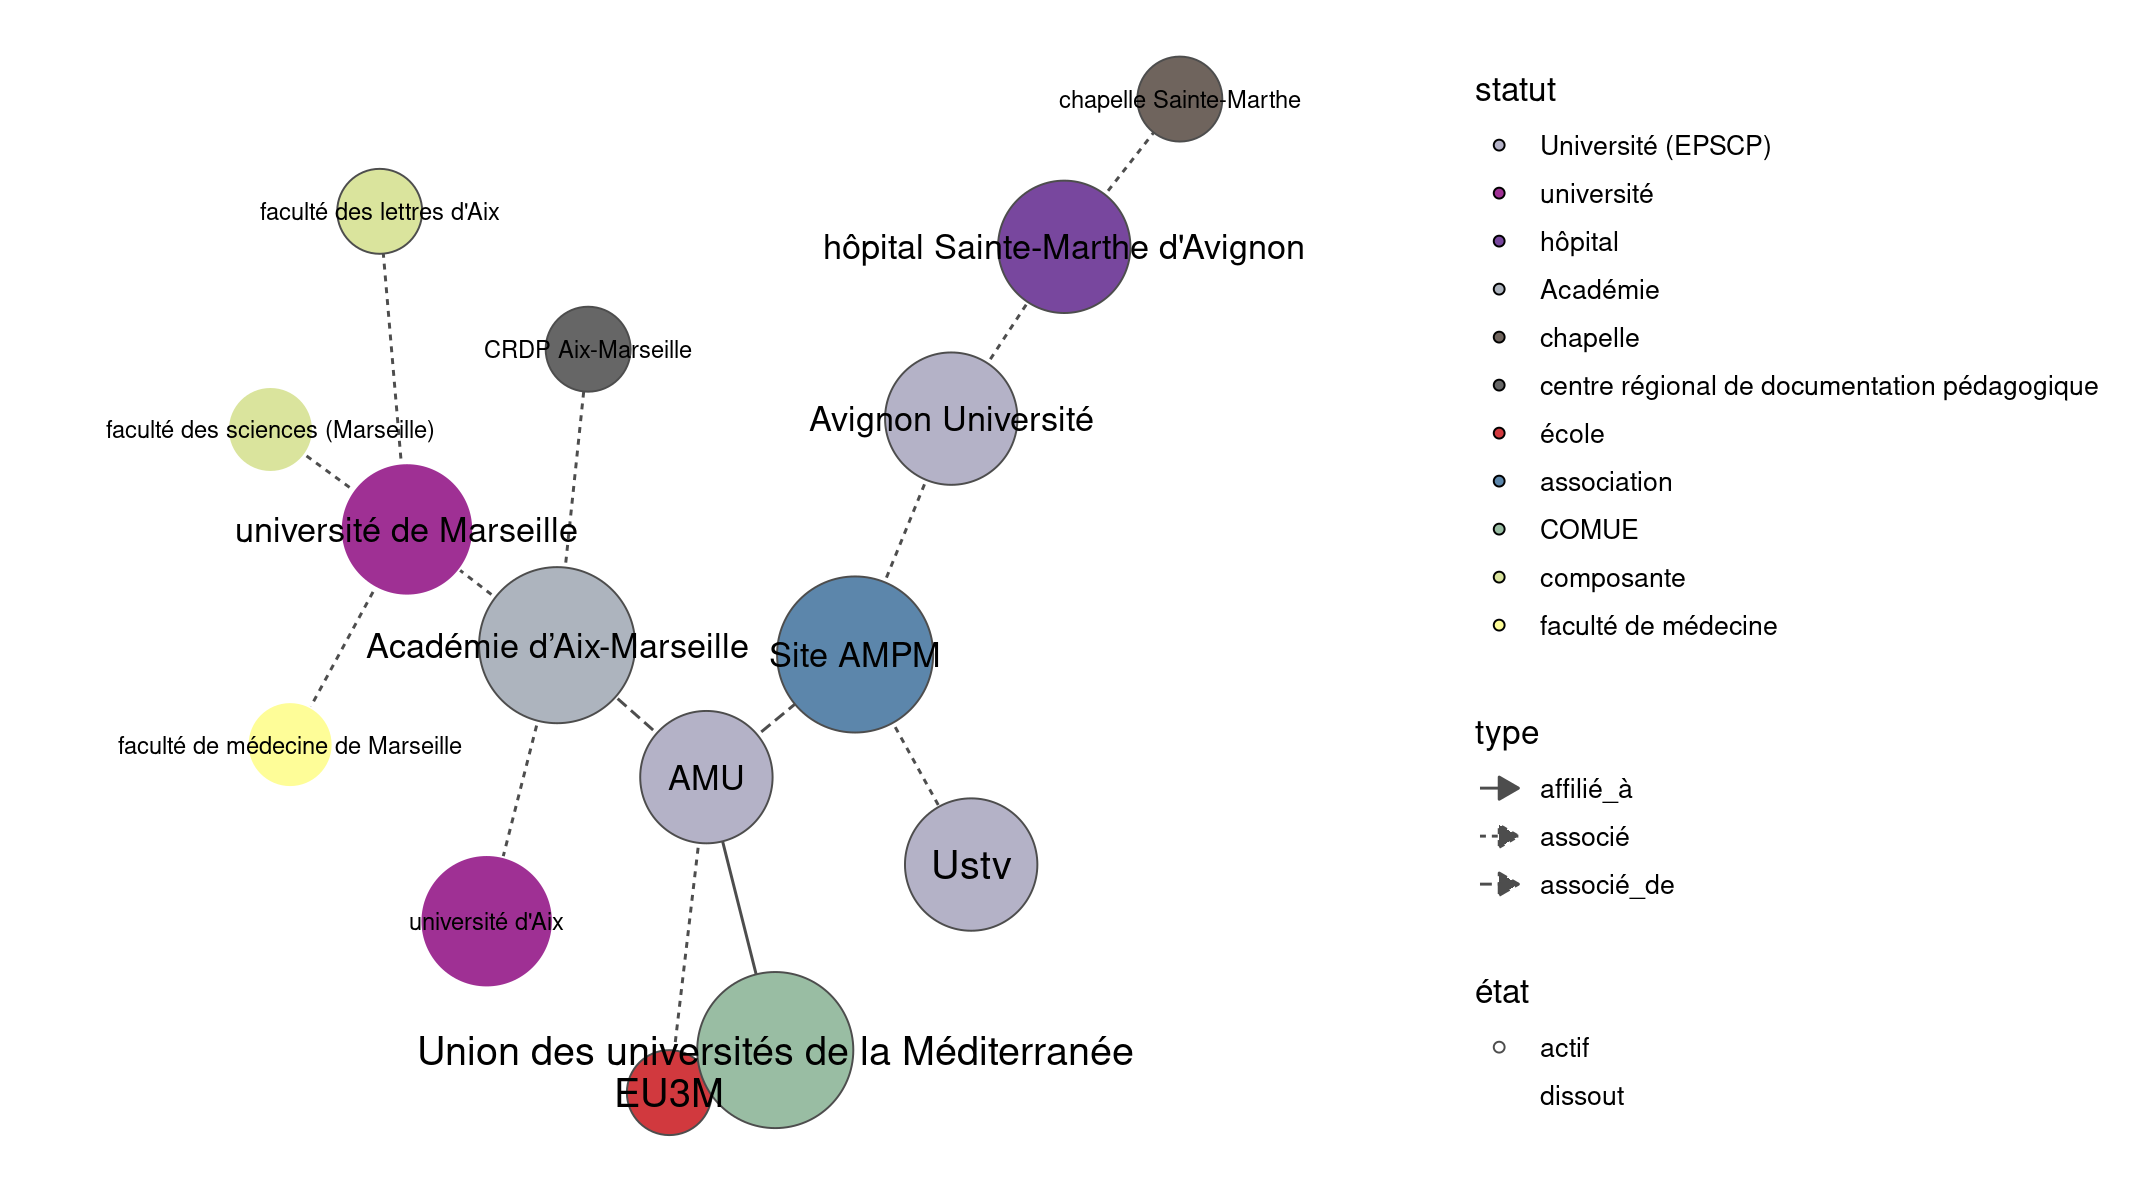 chapelle Sainte-Marthe
faculté des lettres d'Aix
hôpital Sainte-Marthe d'Avignon
CRDP Aix-Marseille
Avignon Université
faculté des sciences (Marseille)
université de Marseille
Académie d’Aix-Marseille
Site AMPM
faculté de médecine de Marseille
AMU
Ustv
université d'Aix
Union des universités de la Méditerranée
EU3M
statut
Université (EPSCP)
université
hôpital
Académie
chapelle
centre régional de documentation pédagogique
école
association
COMUE
composante
faculté de médecine
type
affilié_à
associé
associé_de
état
actif
dissout